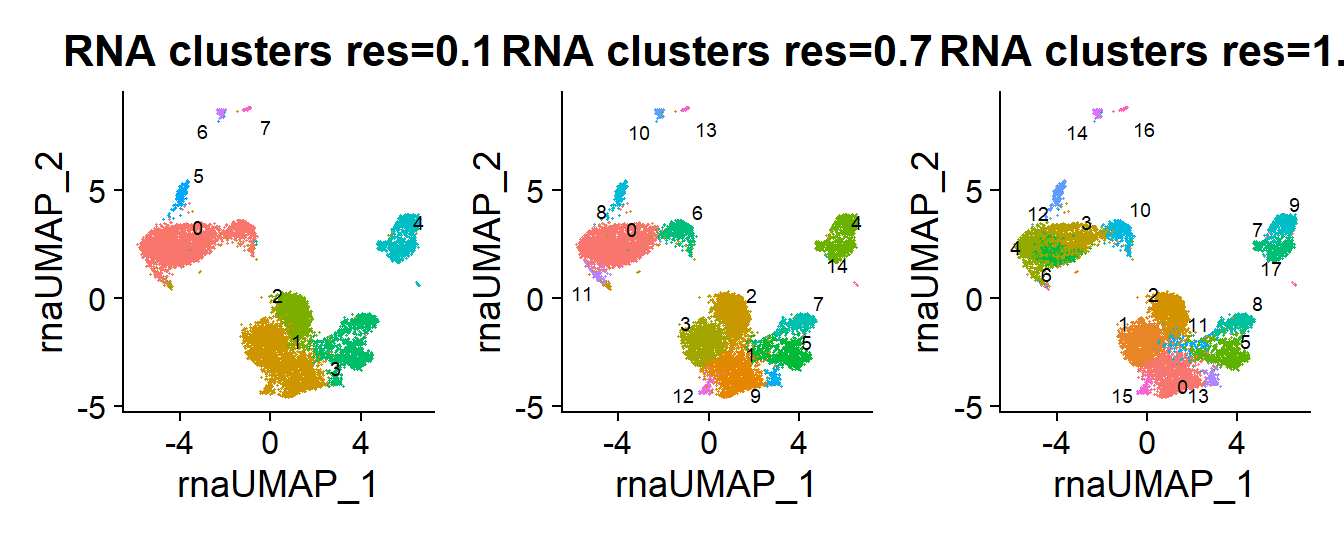 RNA clusters res=0.1 RNA clusters res=0.7 RNA clusters res=1.
6 7 10 13 14 16
5 8 6 12 3 10 9
0 4 0 4 4 7
11 14 6 17
2 2 7 2 8
1 3 1 5 1 11 5
3 12 9 15 0 13
rnaUMAP_2 rnaUMAP_2 rnaUMAP_2
5 5 5
0 0 0
-5 -5 -5
-4 0 4 -4 0 4 -4 0 4
rnaUMAP_1 rnaUMAP_1 rnaUMAP_1